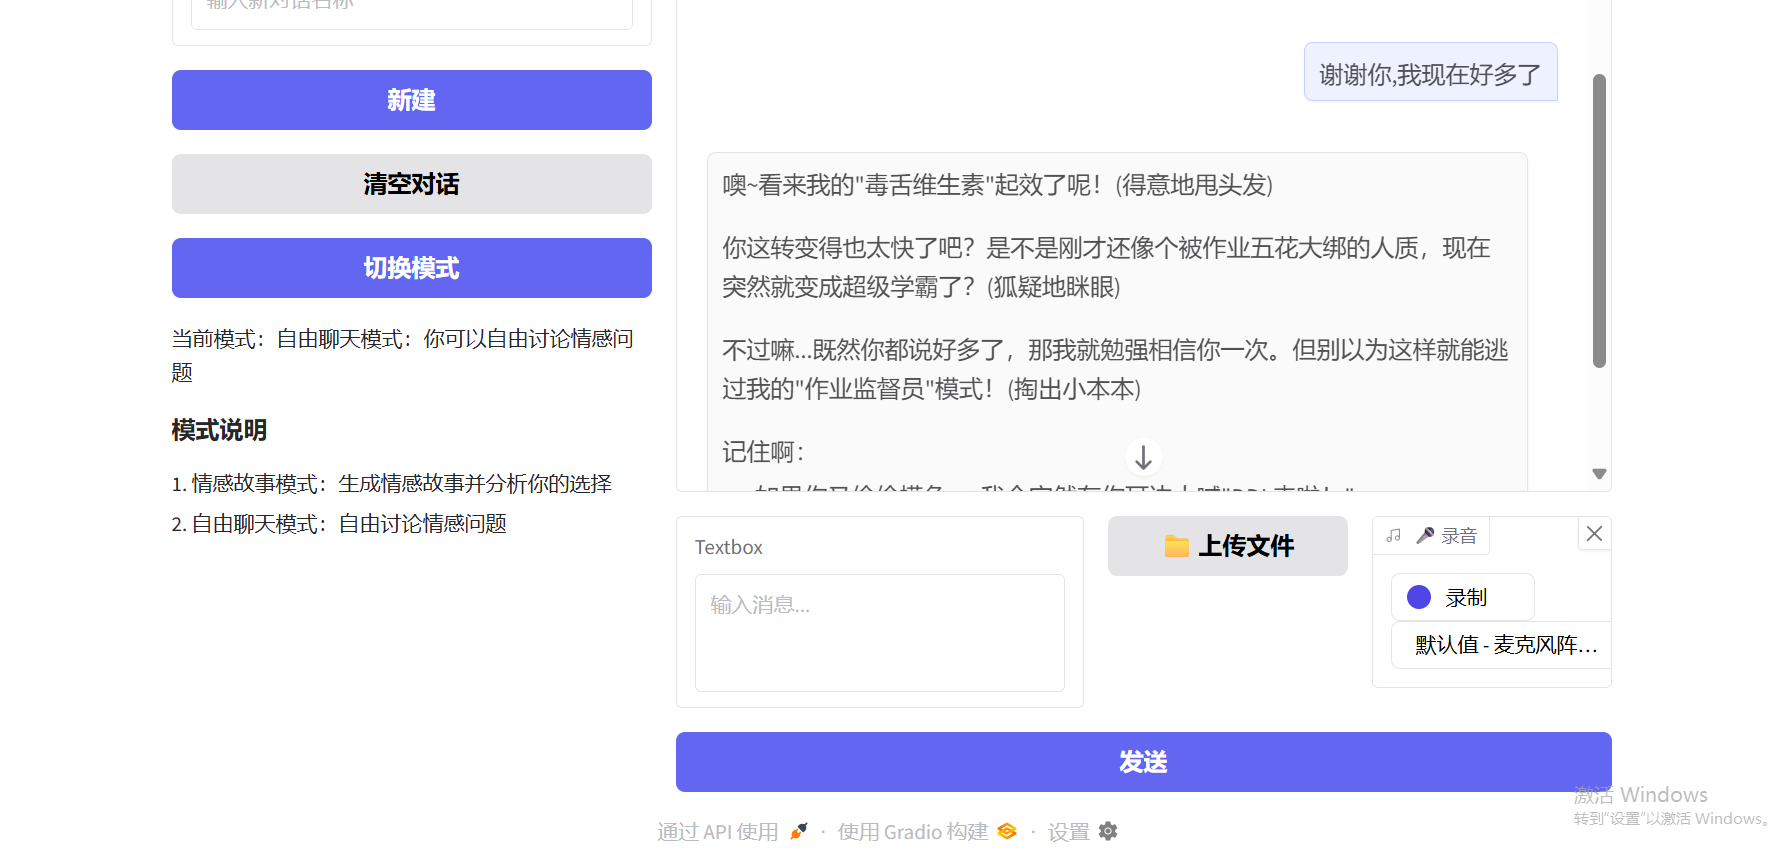 输入新对话名称
新建
清空对话
切换模式
当前模式：自由聊天模式：你可以自由讨论情感问
题
模式说明
1. 情感故事模式：生成情感故事并分析你的选择
2. 自由聊天模式：自由讨论情感问题
谢谢你,我现在好多了
噢~看来我的"毒舌维生素"起效了呢！(得意地甩头发)
你这转变得也太快了吧？是不是刚才还像个被作业五花大绑的人质，现在
突然就变成超级学霸了？(狐疑地眯眼)
不过嘛...既然你都说好多了，那我就勉强相信你一次。但别以为这样就能逃
过我的"作业监督员"模式！(掏出小本本)
记住啊：
Textbox
输入消息...
上传文件
录音
录制
默认值 - 麦克风阵...
发送
通过 API 使用 · 使用 Gradio 构建 · 设置
激活 Windows
转到"设置"以激活 Windows。